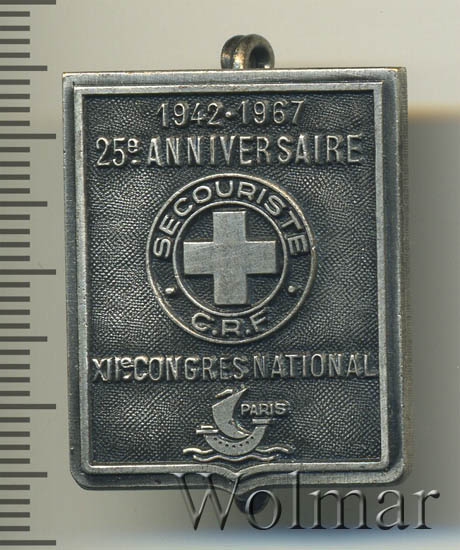 1942·1967
25e ANNIVERSAIRE
SECOURISTE
· C.R.F. ·
XIIe CONGRES NATIONAL
PARIS
Wolmar